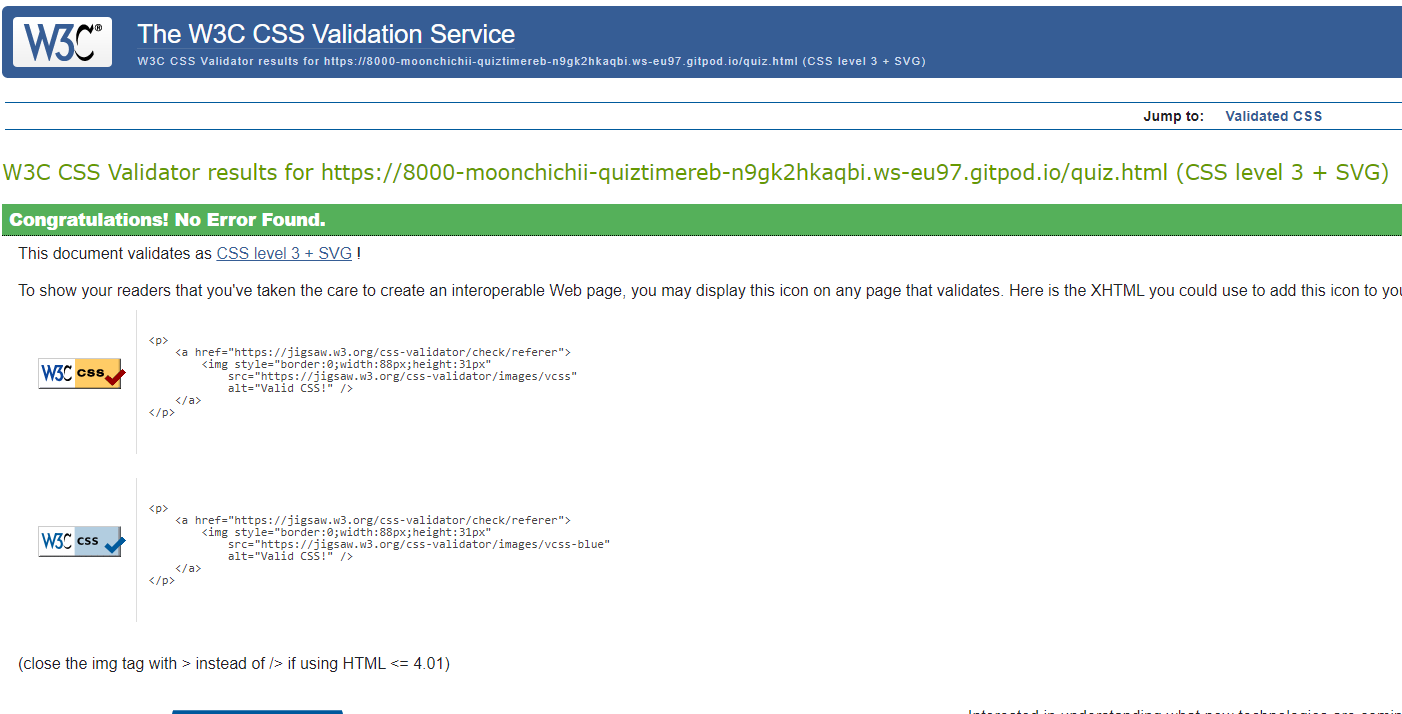 W3C®
The W3C CSS Validation Service
W3C CSS Validator results for https://8000-moonchichii-quiztimereb-n9gk2hkaqbi.ws-eu97.gitpod.io/quiz.html (CSS level 3 + SVG)
Jump to: Validated CSS
W3C CSS Validator results for https://8000-moonchichii-quiztimereb-n9gk2hkaqbi.ws-eu97.gitpod.io/quiz.html (CSS level 3 + SVG)
Congratulations! No Error Found.
This document validates as CSS level 3 + SVG !
To show your readers that you've taken the care to create an interoperable Web page, you may display this icon on any page that validates. Here is the XHTML you could use to add this icon to
W3C css
<p>
<a href="https://jigsaw.w3.org/css-validator/check/referer">
<img style="border:0;width:88px;height:31px"
src="https://jigsaw.w3.org/css-validator/images/vcss"
alt="Valid CSS!" />
</a>
</p>
W3C css
<p>
<a href="https://jigsaw.w3.org/css-validator/check/referer">
<img style="border:0;width:88px;height:31px"
src="https://jigsaw.w3.org/css-validator/images/vcss-blue"
alt="Valid CSS!" />
</a>
</p>
(close the img tag with > instead of /> if using HTML <= 4.01)
Interested in understanding what new technologies are